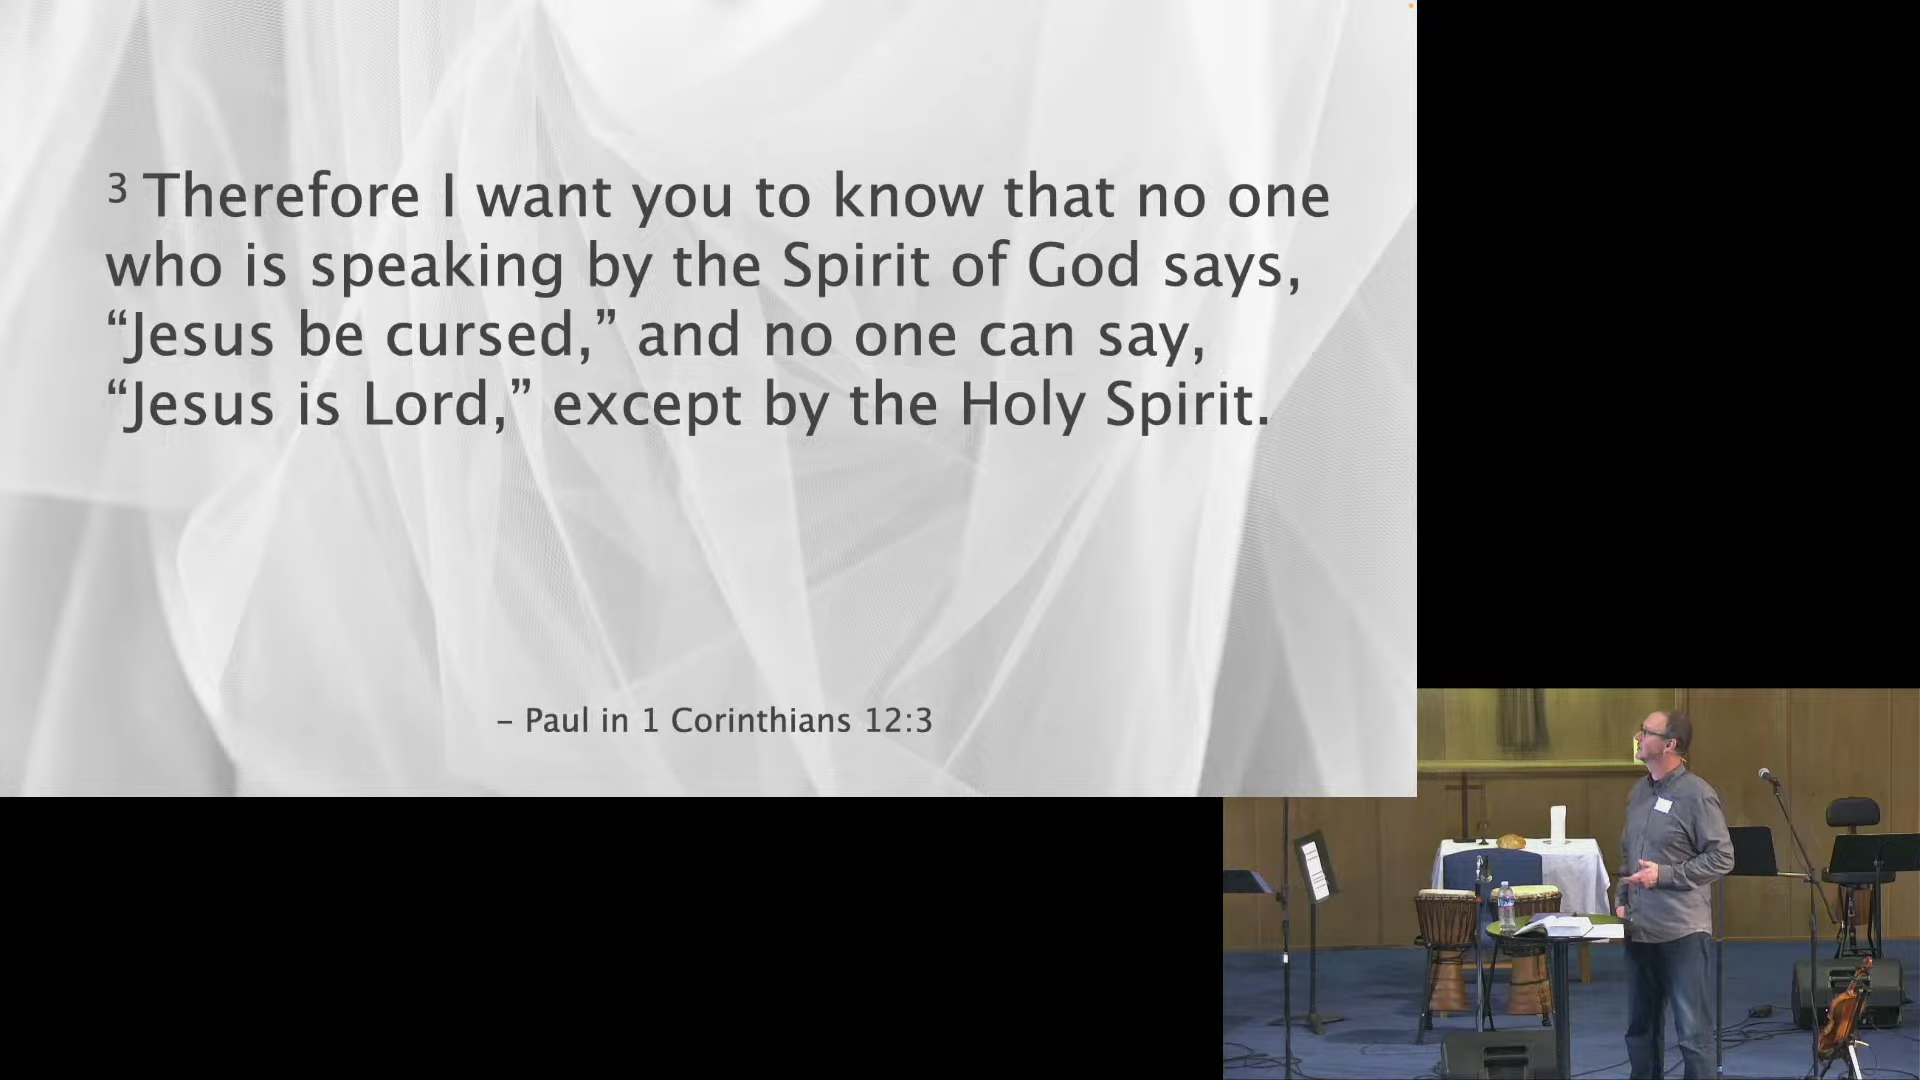 3 Therefore I want you to know that no one
who is speaking by the Spirit of God says,
“Jesus be cursed,” and no one can say,
“Jesus is Lord,” except by the Holy Spirit.
– Paul in 1 Corinthians 12:3